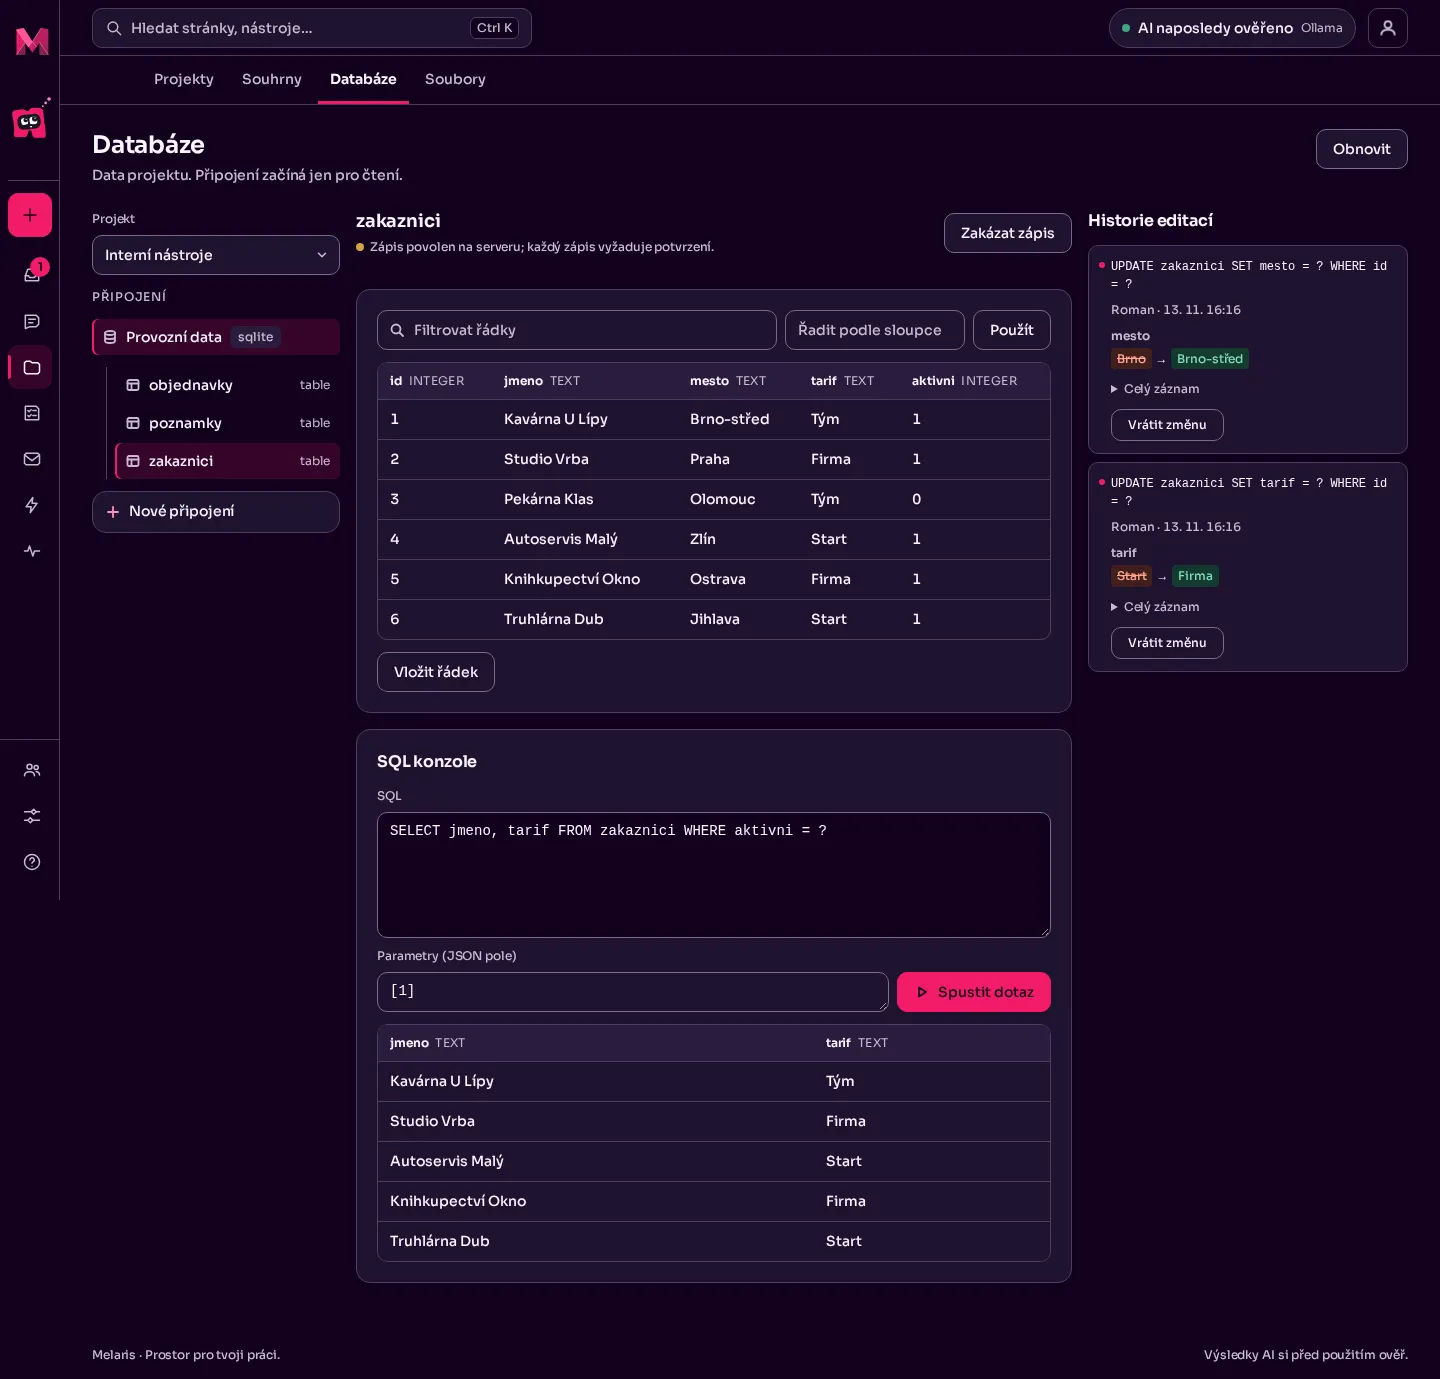 Hledat stránky, nástroje...
Ctrl K
AI naposledy ověřeno Ollama
Projekty Souhrny Databáze Soubory
Databáze
Data projektu. Připojení začíná jen pro čtení.
Obnovit
1
Projekt
Interní nástroje
PŘIPOJENÍ
Provozní data sqlite
objednavky table
poznamky table
zakaznici table
Nové připojení
zakaznici
Zápis povolen na serveru; každý zápis vyžaduje potvrzení.
Zakázat zápis
Filtrovat řádky
Řadit podle sloupce
Použít
id INTEGER jmeno TEXT mesto TEXT tarif TEXT aktivni INTEGER
1 Kavárna U Lípy Brno-střed Tým 1
2 Studio Vrba Praha Firma 1
3 Pekárna Klas Olomouc Tým 0
4 Autoservis Malý Zlín Start 1
5 Knihkupectví Okno Ostrava Firma 1
6 Truhlárna Dub Jihlava Start 1
Vložit řádek
SQL konzole
SQL
SELECT jmeno, tarif FROM zakaznici WHERE aktivni = ?
Parametry (JSON pole)
[1]
Spustit dotaz
jmeno TEXT tarif TEXT
Kavárna U Lípy Tým
Studio Vrba Firma
Autoservis Malý Start
Knihkupectví Okno Firma
Truhlárna Dub Start
Historie editací
UPDATE zakaznici SET mesto = ? WHERE id
= ?
Roman · 13. 11. 16:16
mesto
Brno → Brno-střed
Celý záznam
Vrátit změnu
UPDATE zakaznici SET tarif = ? WHERE id
= ?
Roman · 13. 11. 16:16
tarif
Start → Firma
Celý záznam
Vrátit změnu
Melaris · Prostor pro tvoji práci.
Výsledky AI si před použitím ověř.